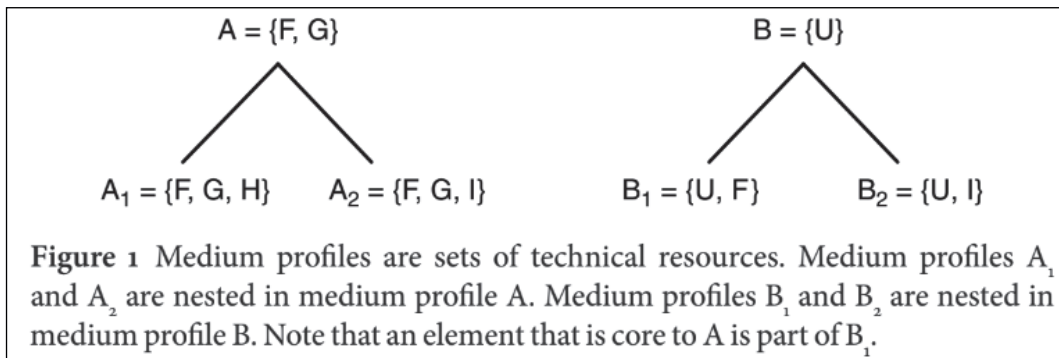 A = {F, G} B = {U}
A₁ = {F, G, H} A₂ = {F, G, I} B₁ = {U, F} B₂ = {U, I}
Figure 1 Medium profiles are sets of technical resources. Medium profiles A₁
and A₂ are nested in medium profile A. Medium profiles B₁ and B₂ are nested in
medium profile B. Note that an element that is core to A is part of B₁.